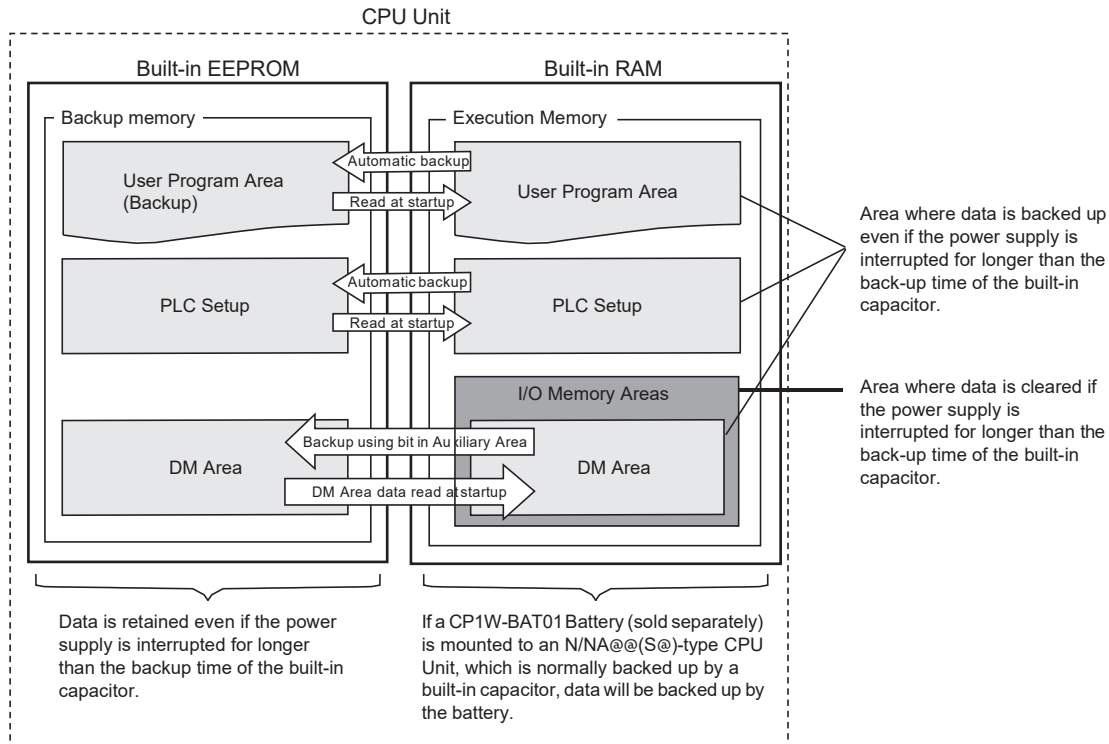 CPU Unit
Built-in EEPROM
Built-in RAM
Backup memory
Execution Memory
User Program Area
(Backup)
Automatic backup
Read at startup
User Program Area
PLC Setup
Automatic backup
Read at startup
PLC Setup
I/O Memory Areas
DM Area
Backup using bit in Auxiliary Area
DM Area data read at startup
DM Area
Area where data is backed up
even if the power supply is
interrupted for longer than the
back-up time of the built-in
capacitor.
Area where data is cleared if
the power supply is
interrupted for longer than the
back-up time of the built-in
capacitor.
Data is retained even if the power
supply is interrupted for longer
than the backup time of the built-in
capacitor.
If a CP1W-BAT01 Battery (sold separately)
is mounted to an N/NA@@(S@)-type CPU
Unit, which is normally backed up by a
built-in capacitor, data will be backed up by
the battery.